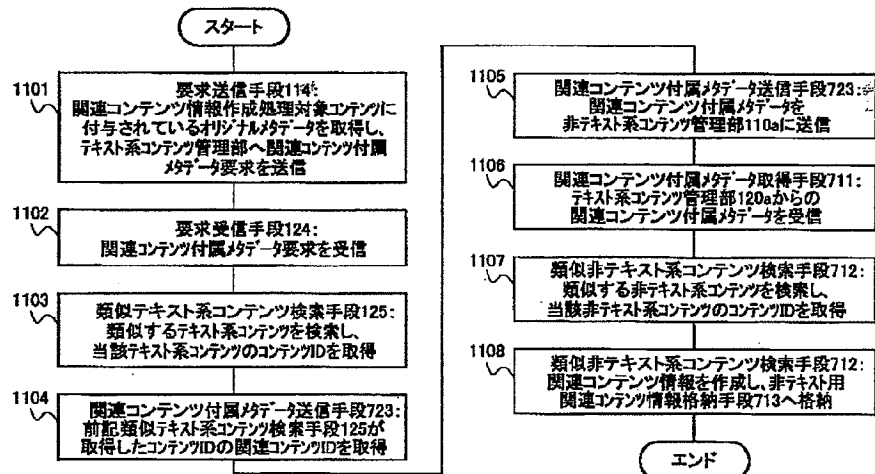 スタート
1101
要求送信手段114:
関連コンテンツ情報作成処理対象コンテンツに
付与されているオリジナルメタデータを取得し、
テキスト系コンテンツ管理部へ関連コンテンツ付属
メタデータ要求を送信
1102
要求受信手段124:
関連コンテンツ付属メタデータ要求を受信
1103
類似テキスト系コンテンツ検索手段125:
類似するテキスト系コンテンツを検索し、
当該テキスト系コンテンツのコンテンツIDを取得
1104
関連コンテンツ付属メタデータ送信手段723:
前記類似テキスト系コンテンツ検索手段125が
取得したコンテンツIDの関連コンテンツIDを取得
1105
関連コンテンツ付属メタデータ送信手段723:
関連コンテンツ付属メタデータを
非テキスト系コンテンツ管理部110aに送信
1106
関連コンテンツ付属メタデータ取得手段711:
テキスト系コンテンツ管理部120aからの
関連コンテンツ付属メタデータを受信
1107
類似非テキスト系コンテンツ検索手段712:
類似する非テキスト系コンテンツを検索し、
当該非テキスト系コンテンツのコンテンツIDを取得
1108
類似非テキスト系コンテンツ検索手段712:
関連コンテンツ情報を作成し、非テキスト用
関連コンテンツ情報格納手段713へ格納
エンド